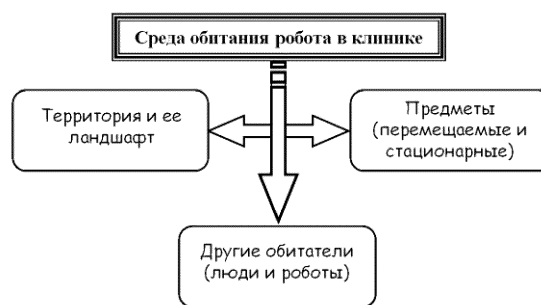 Среда обитания робота в клинике
Территория и ее
ландшафт
Предметы
(перемещаемые и
стационарные)
Другие обитатели
(люди и роботы)